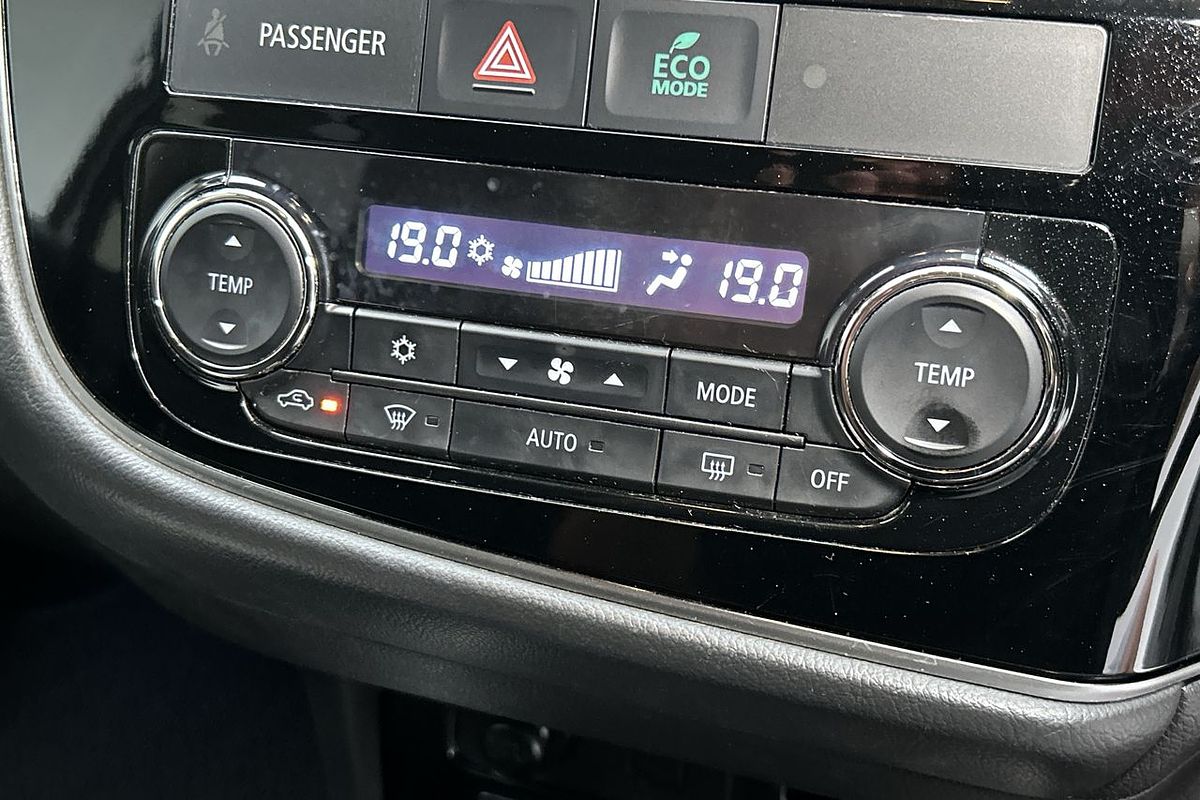 PASSENGER
ECO
MODE
19.0
19.0
TEMP
TEMP
MODE
AUTO
OFF